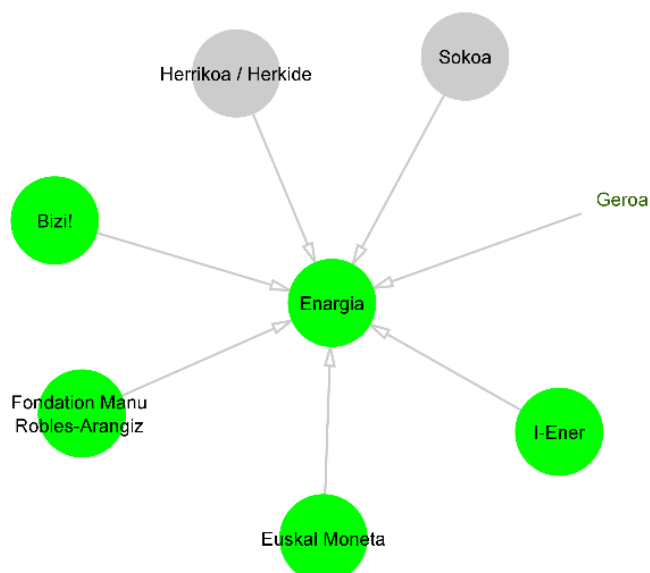 Sokoa
Herrikoa / Herkide
Geroa
Bizi!
Enargia
Fondation Manu
Robles-Arangiz
I-Ener
Euskal Moneta